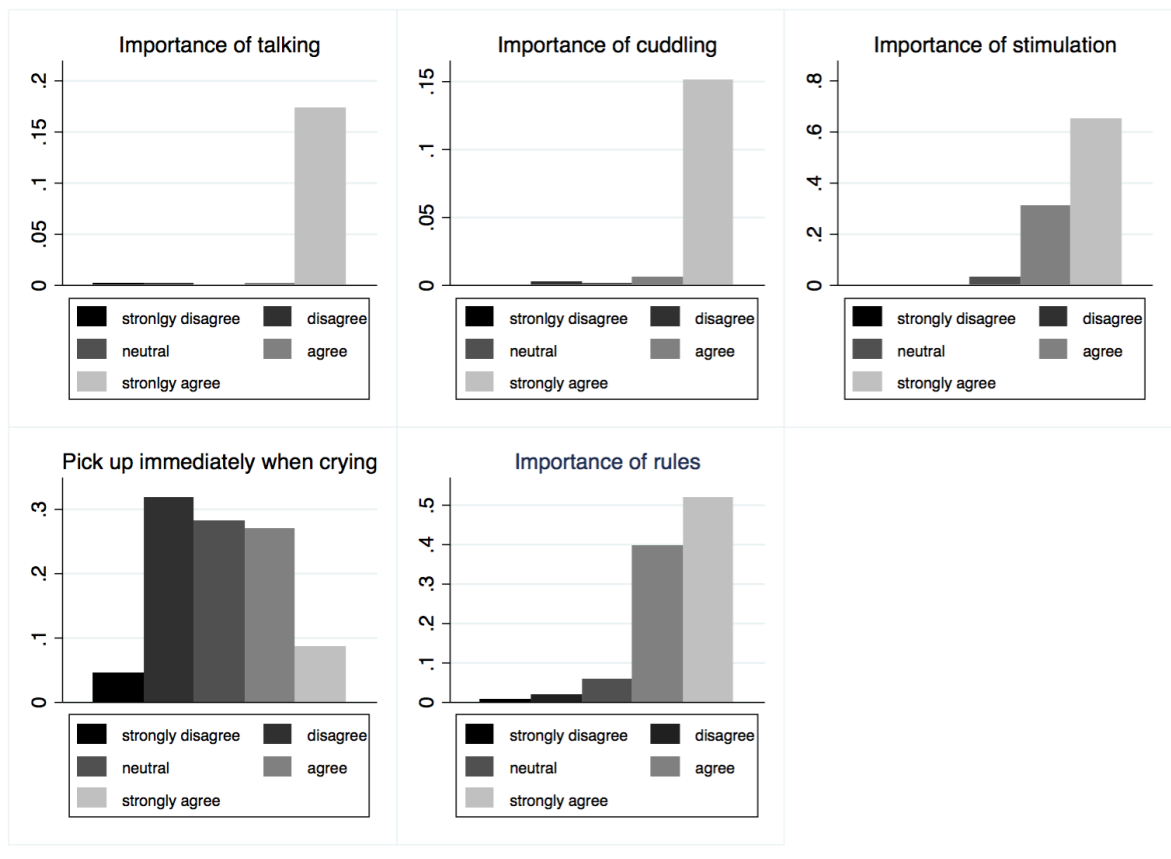 Importance of talking
.2
.15
.1
.05
0
stronlgy disagree
disagree
neutral
agree
stronlgy agree
Importance of cuddling
.15
.1
.05
0
stronlgy disagree
disagree
neutral
agree
strongly agree
Importance of stimulation
.8
.6
.4
.2
0
strongly disagree
disagree
neutral
agree
strongly agree
Pick up immediately when crying
.3
.2
.1
0
strongly disagree
disagree
neutral
agree
strongly agree
Importance of rules
.5
.4
.3
.2
.1
0
strongly disagree
disagree
neutral
agree
strongly agree